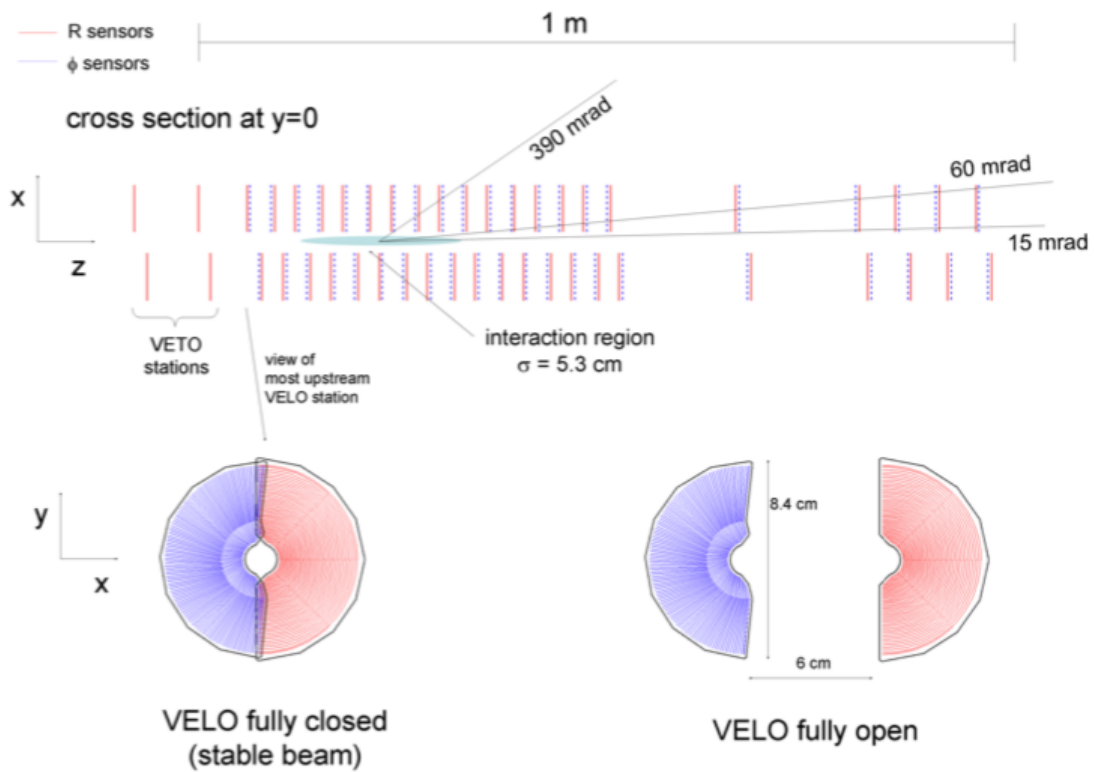 1 m
R sensors
ϕ sensors
cross section at y=0
390 mrad
60 mrad
15 mrad
x
z
VETO
stations
view of
most upstream
VELO station
interaction region
σ = 5.3 cm
y
x
8.4 cm
6 cm
VELO fully closed
(stable beam)
VELO fully open